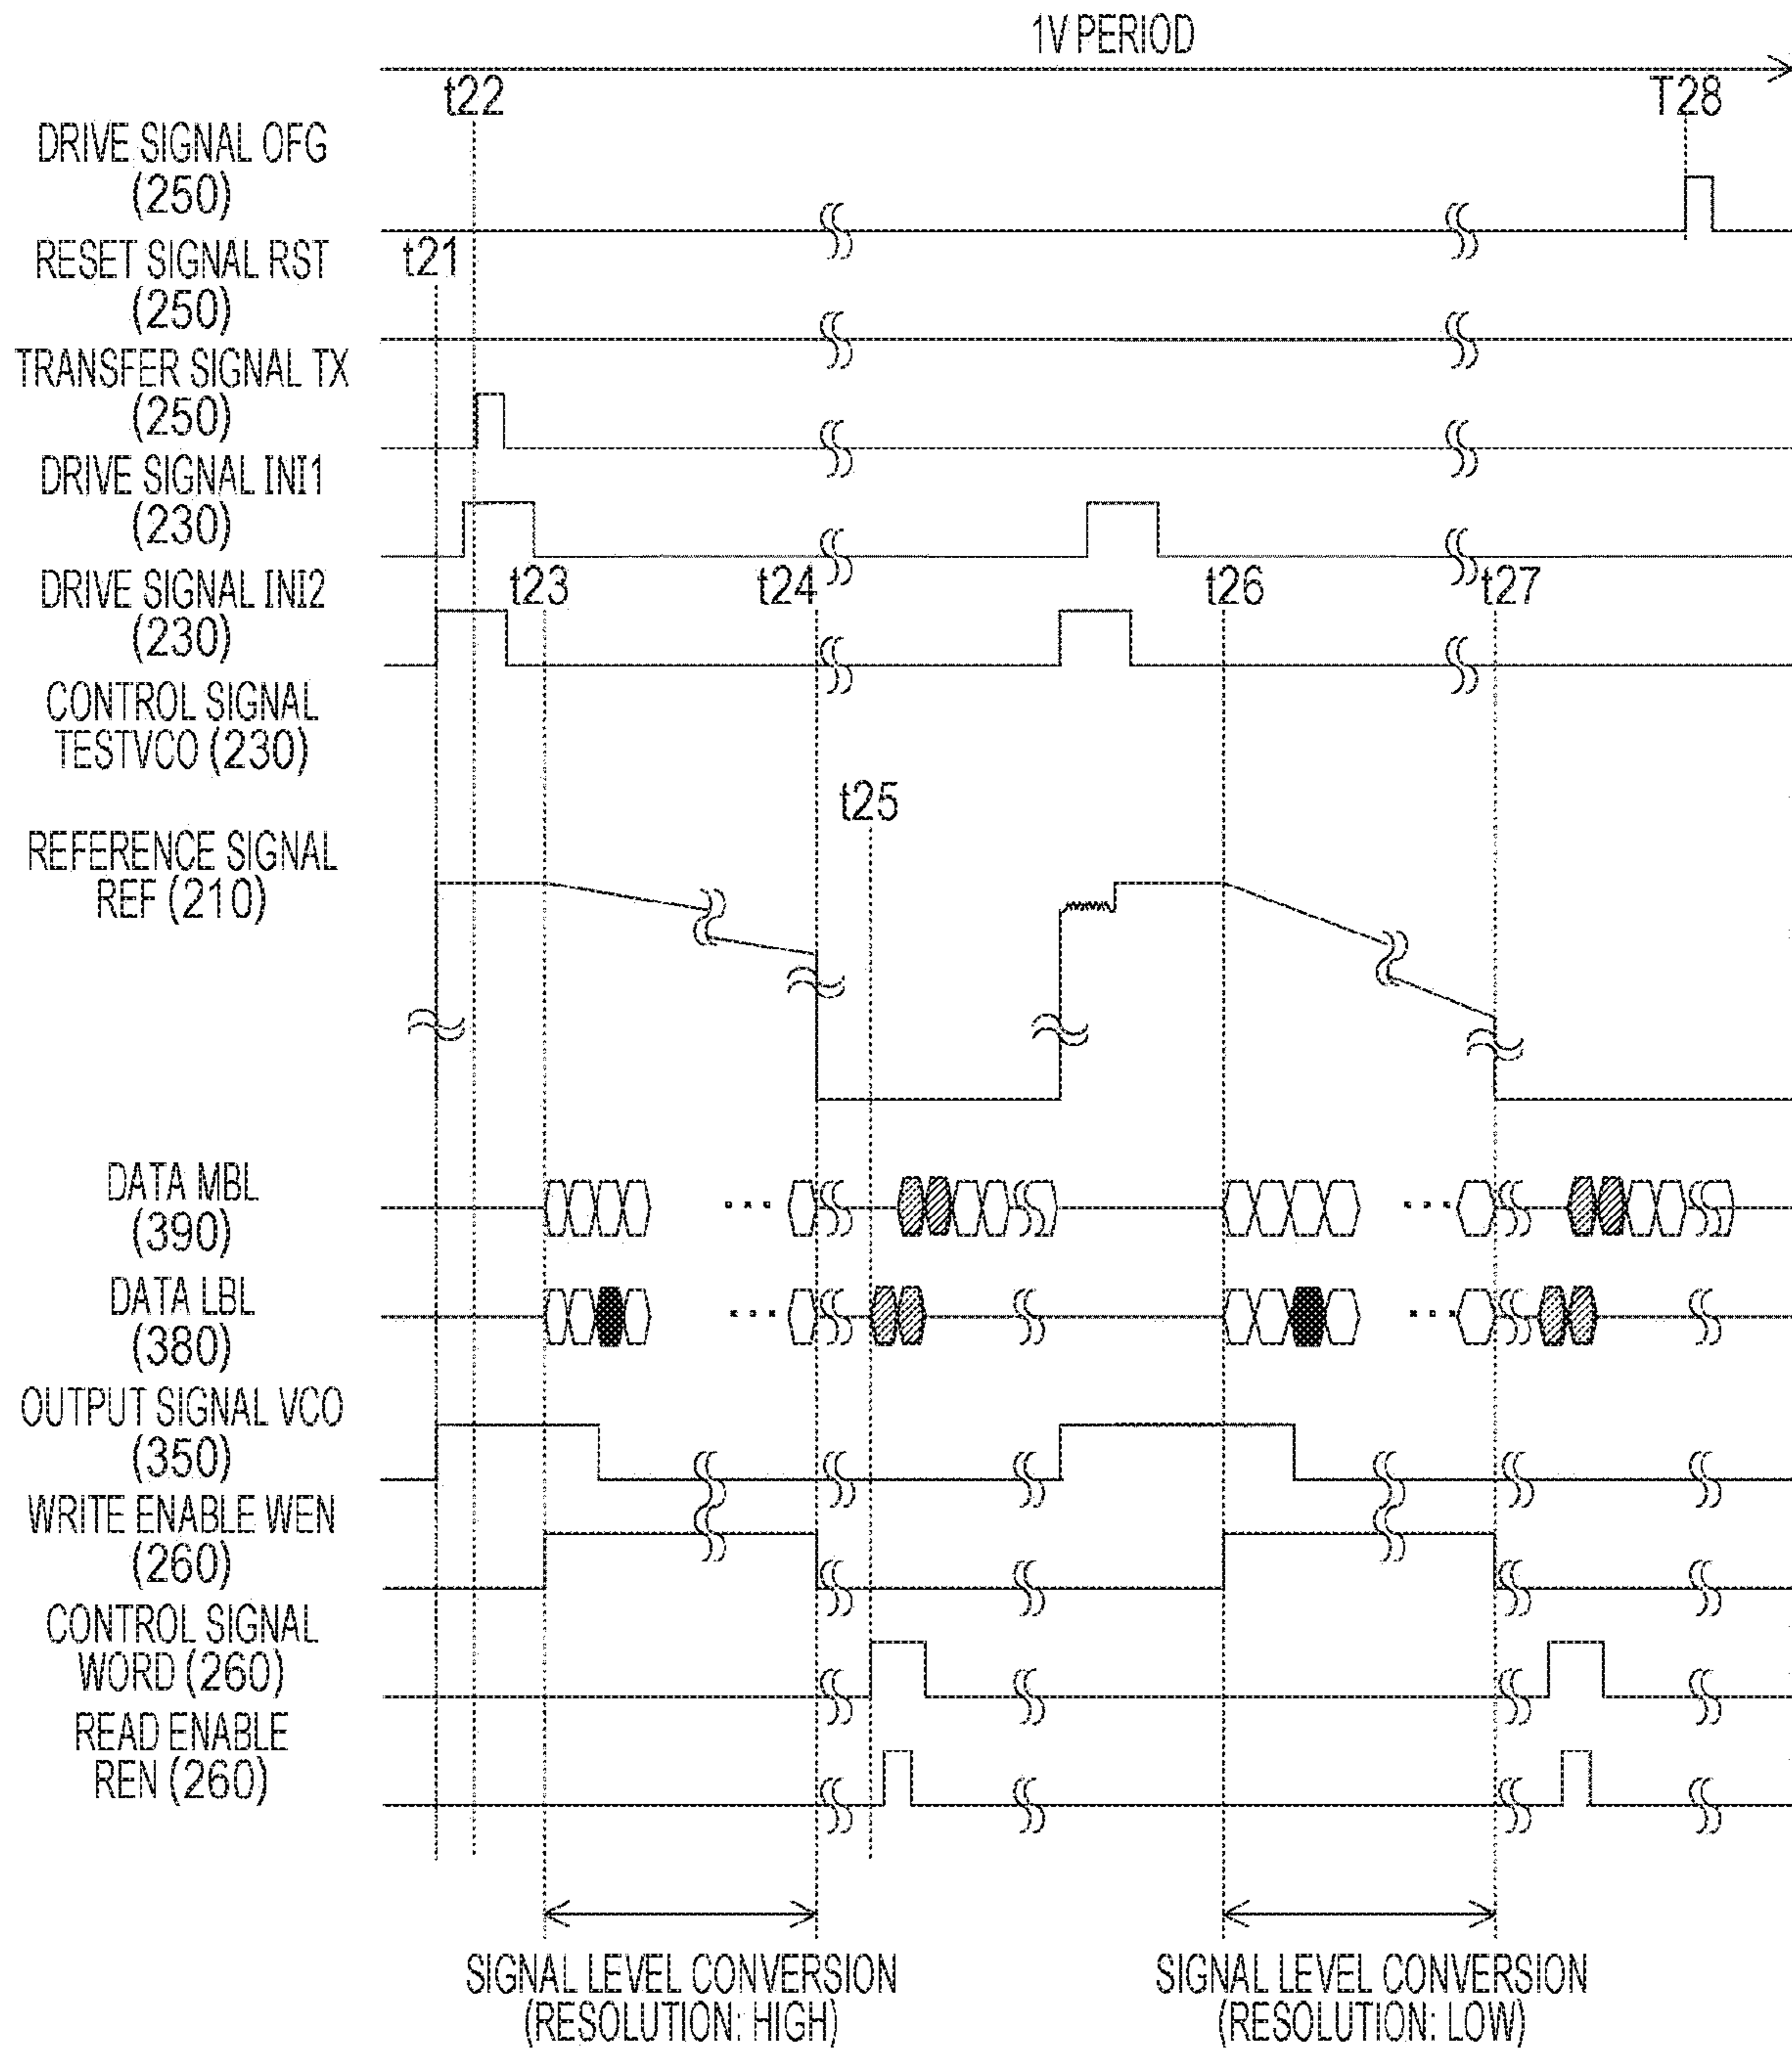 1V PERIOD
t22
T28
DRIVE SIGNAL OFG
(250)
t21
RESET SIGNAL RST
(250)
TRANSFER SIGNAL TX
(250)
DRIVE SIGNAL INI1
(230)
t23
t24
t26
t27
DRIVE SIGNAL INI2
(230)
CONTROL SIGNAL
TESTVCO (230)
t25
REFERENCE SIGNAL
REF (210)
DATA MBL
(390)
DATA LBL
(380)
OUTPUT SIGNAL VCO
(350)
WRITE ENABLE WEN
(260)
CONTROL SIGNAL
WORD (260)
READ ENABLE
REN (260)
SIGNAL LEVEL CONVERSION
(RESOLUTION: HIGH)
SIGNAL LEVEL CONVERSION
(RESOLUTION: LOW)